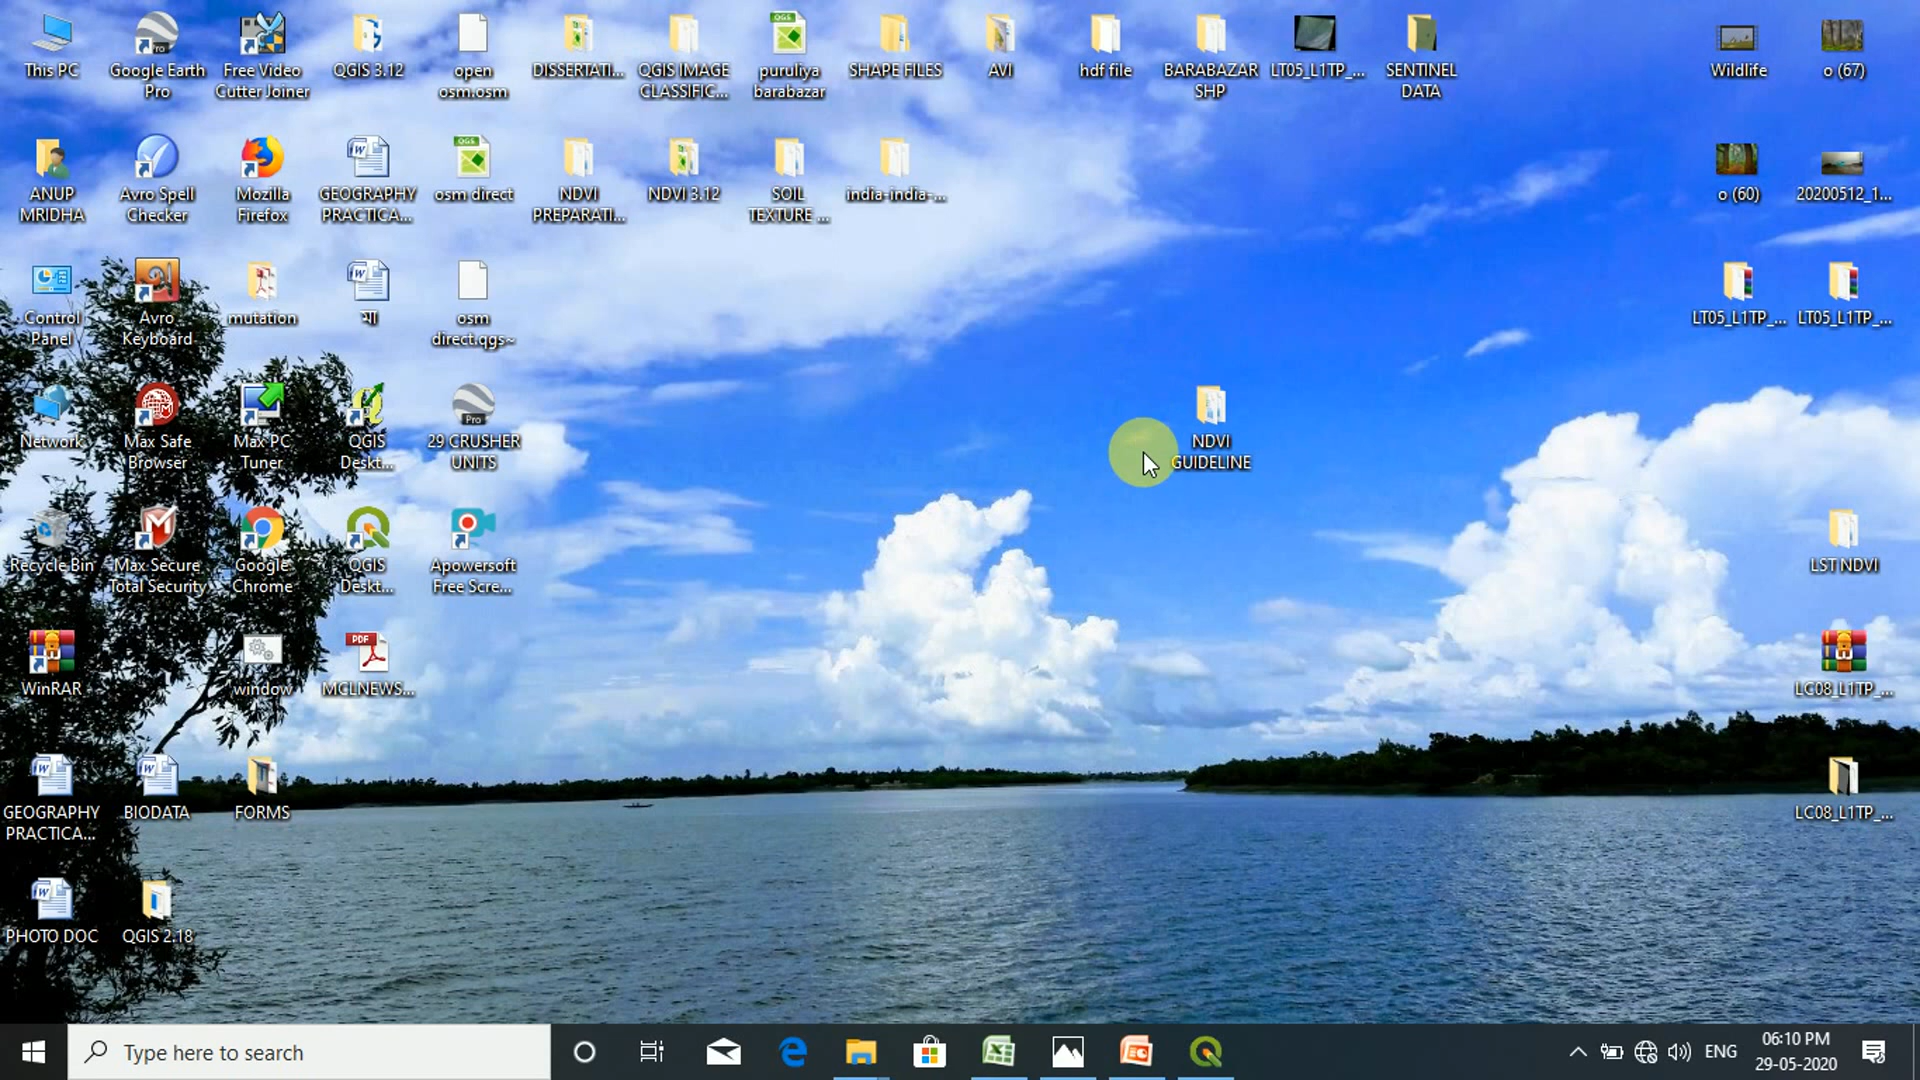 This PC
Google Earth
Pro
Free Video
Cutter Joiner
QGIS 3.12
open
osm.osm
DISSERTATI...
QGIS IMAGE
CLASSIFIC...
puruliya
barabazar
SHAPE FILES
AVI
hdf file
BARABAZAR
SHP
LT05_L1TP_...
SENTINEL
DATA
Wildlife
o (67)
ANUP
MRIDHA
Avro Spell
Checker
Mozilla
Firefox
GEOGRAPHY
PRACTICA...
osm direct
NDVI
PREPARATI...
NDVI 3.12
SOIL
TEXTURE ...
india-india-...
o (60)
20200512_1...
Control
Panel
Avro
Keyboard
mutation
মা
osm
direct.qgs~
LT05_L1TP_...
LT05_L1TP_...
Network
Max Safe
Browser
Max PC
Tuner
QGIS
Deskt...
Pro
29 CRUSHER
UNITS
NDVI
GUIDELINE
Recycle Bin
Max Secure
Total Security
Google
Chrome
QGIS
Deskt...
Apowersoft
Free Scre...
LST NDVI
WinRAR
window
PDF
MCLNEWS...
LC08_L1TP_...
GEOGRAPHY
PRACTICA...
BIODATA
FORMS
LC08_L1TP_...
PHOTO DOC
QGIS 2.18
Type here to search
ENG
06:10 PM
29-05-2020